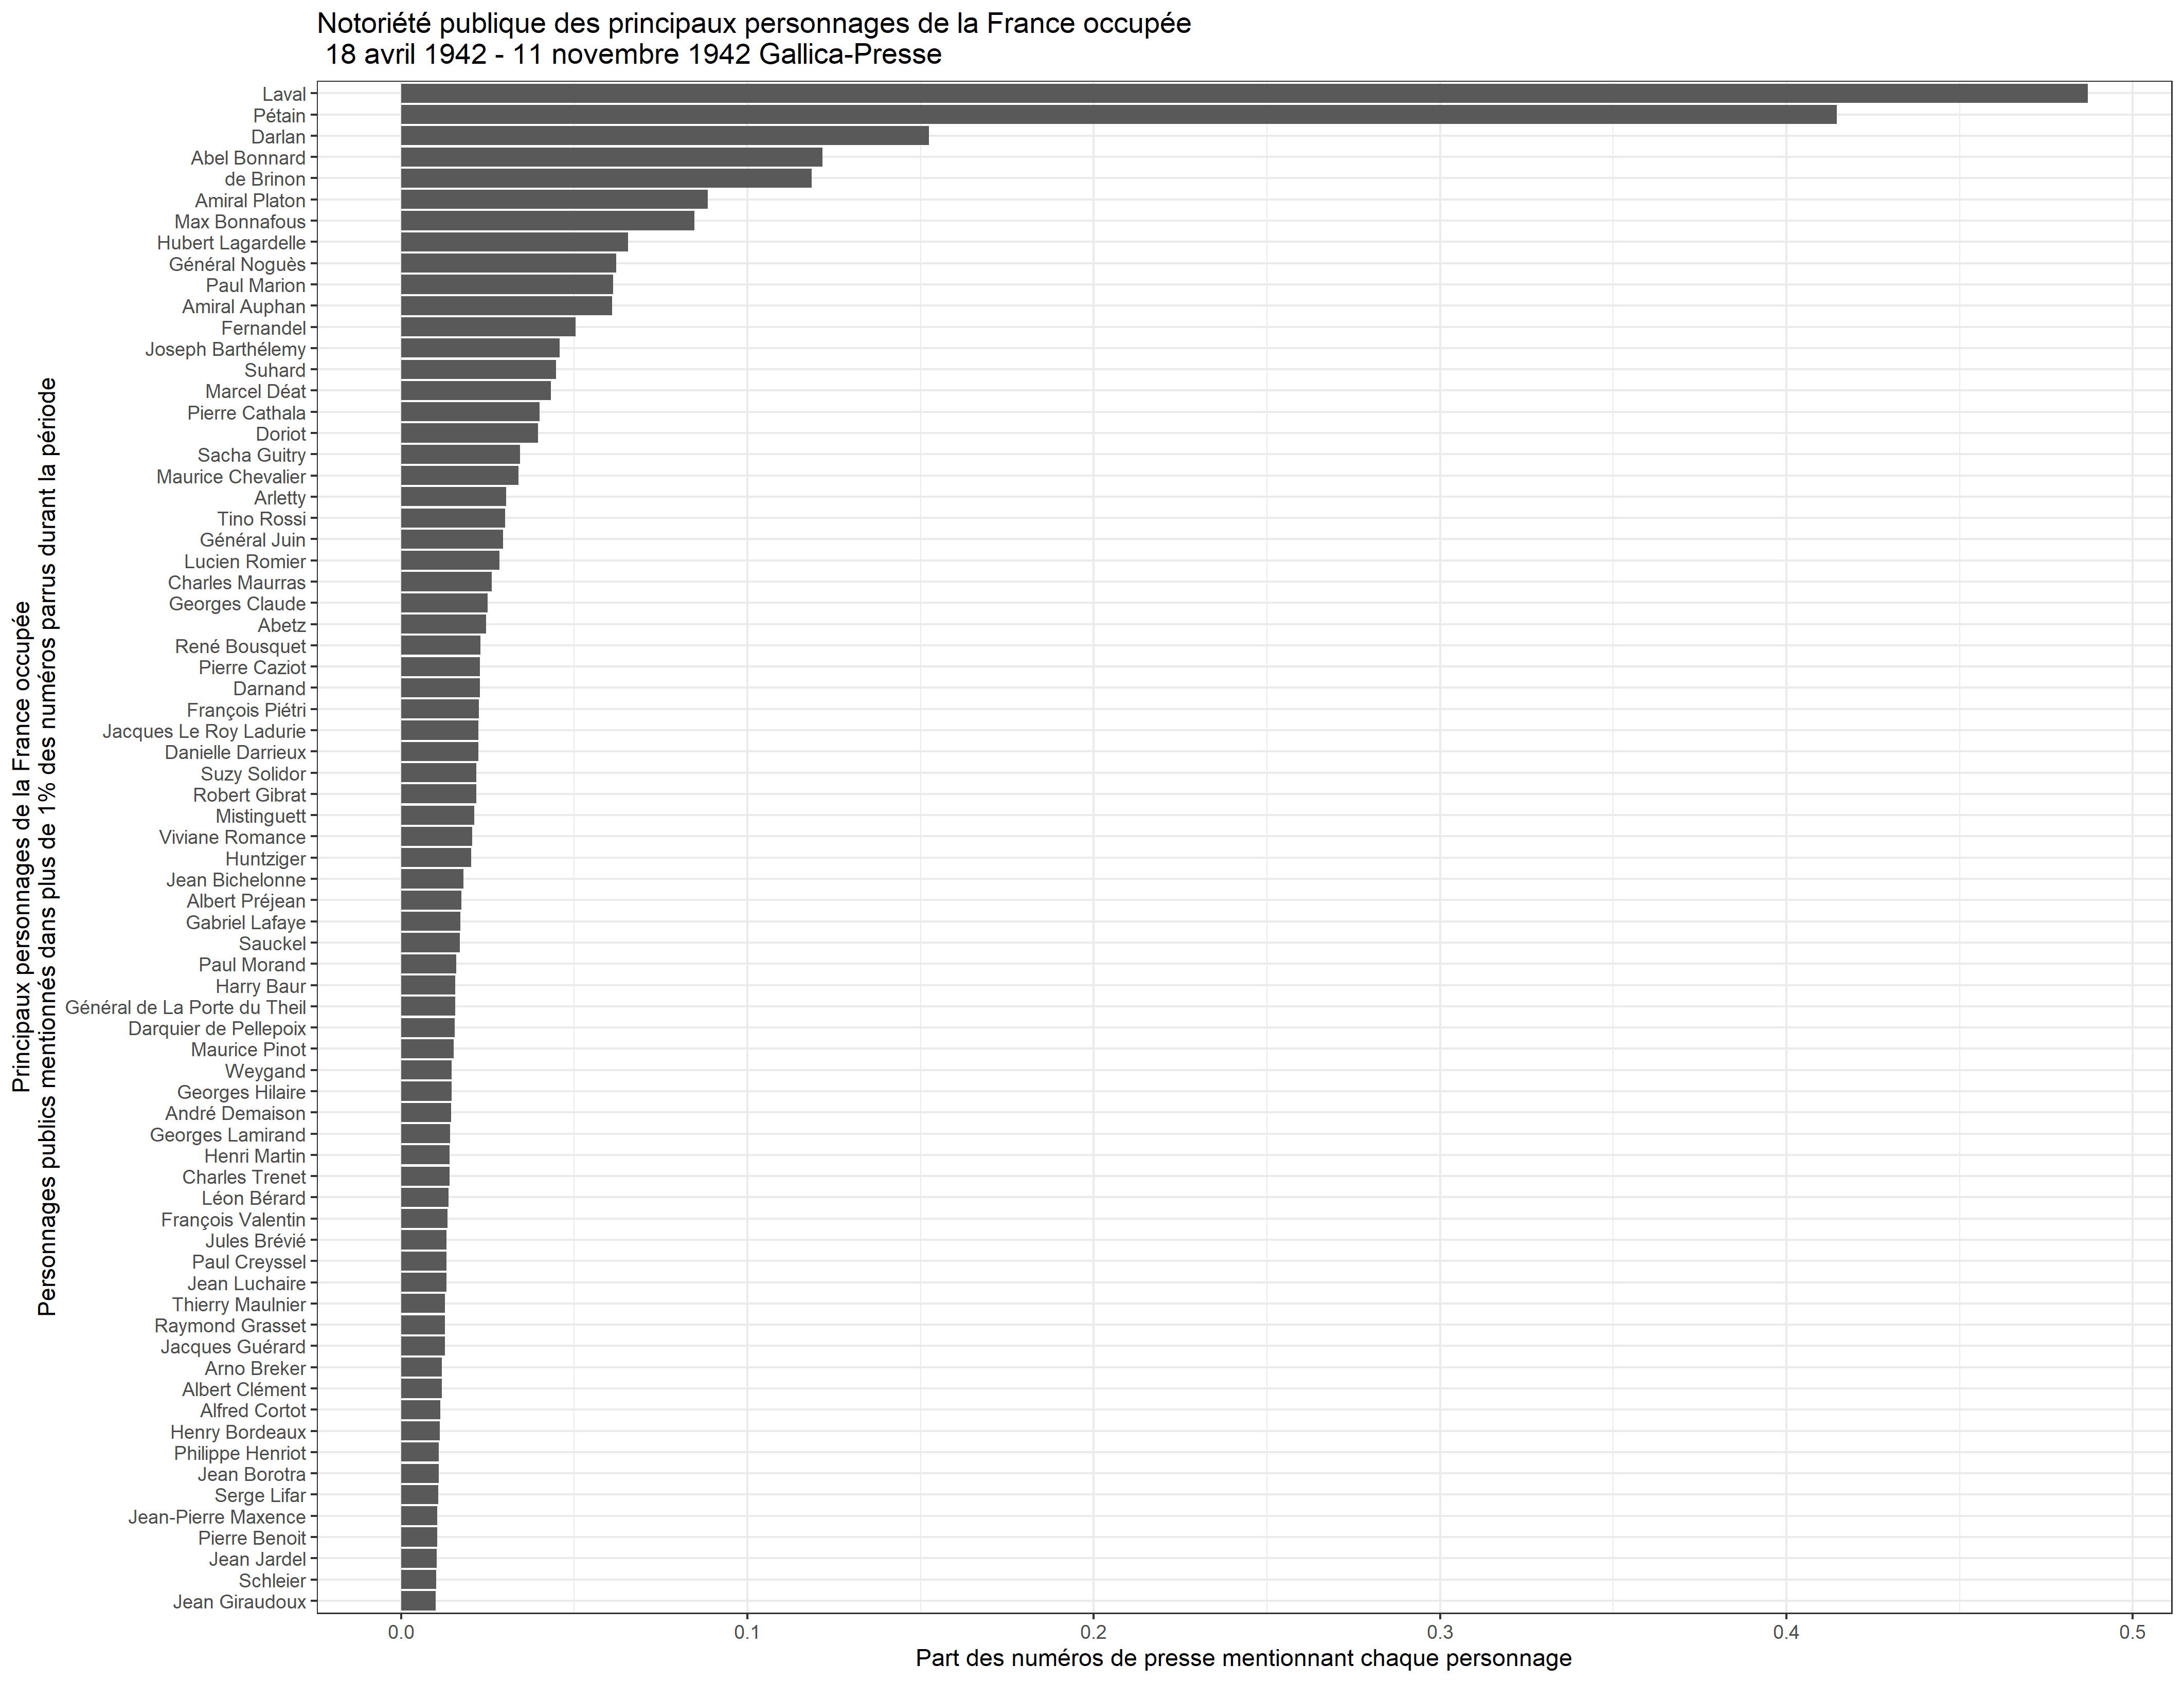 Notoriété publique des principaux personnages de la France occupée
18 avril 1942 - 11 novembre 1942 Gallica-Presse
Principaux personnages de la France occupée
Personnages publics mentionnés dans plus de 1% des numéros parrus durant la période
Laval
Pétain
Darlan
Abel Bonnard
de Brinon
Amiral Platon
Max Bonnafous
Hubert Lagardelle
Général Noguès
Paul Marion
Amiral Auphan
Fernandel
Joseph Barthélemy
Suhard
Marcel Déat
Pierre Cathala
Doriot
Sacha Guitry
Maurice Chevalier
Arletty
Tino Rossi
Général Juin
Lucien Romier
Charles Maurras
Georges Claude
Abetz
René Bousquet
Pierre Caziot
Darnand
François Piétri
Jacques Le Roy Ladurie
Danielle Darrieux
Suzy Solidor
Robert Gibrat
Mistinguett
Viviane Romance
Huntziger
Jean Bichelonne
Albert Préjean
Gabriel Lafaye
Sauckel
Paul Morand
Harry Baur
Général de La Porte du Theil
Darquier de Pellepoix
Maurice Pinot
Weygand
Georges Hilaire
André Demaison
Georges Lamirand
Henri Martin
Charles Trenet
Léon Bérard
François Valentin
Jules Brévié
Paul Creyssel
Jean Luchaire
Thierry Maulnier
Raymond Grasset
Jacques Guérard
Arno Breker
Albert Clément
Alfred Cortot
Henry Bordeaux
Philippe Henriot
Jean Borotra
Serge Lifar
Jean-Pierre Maxence
Pierre Benoit
Jean Jardel
Schleier
Jean Giraudoux
0.0 0.1 0.2 0.3 0.4 0.5
Part des numéros de presse mentionnant chaque personnage